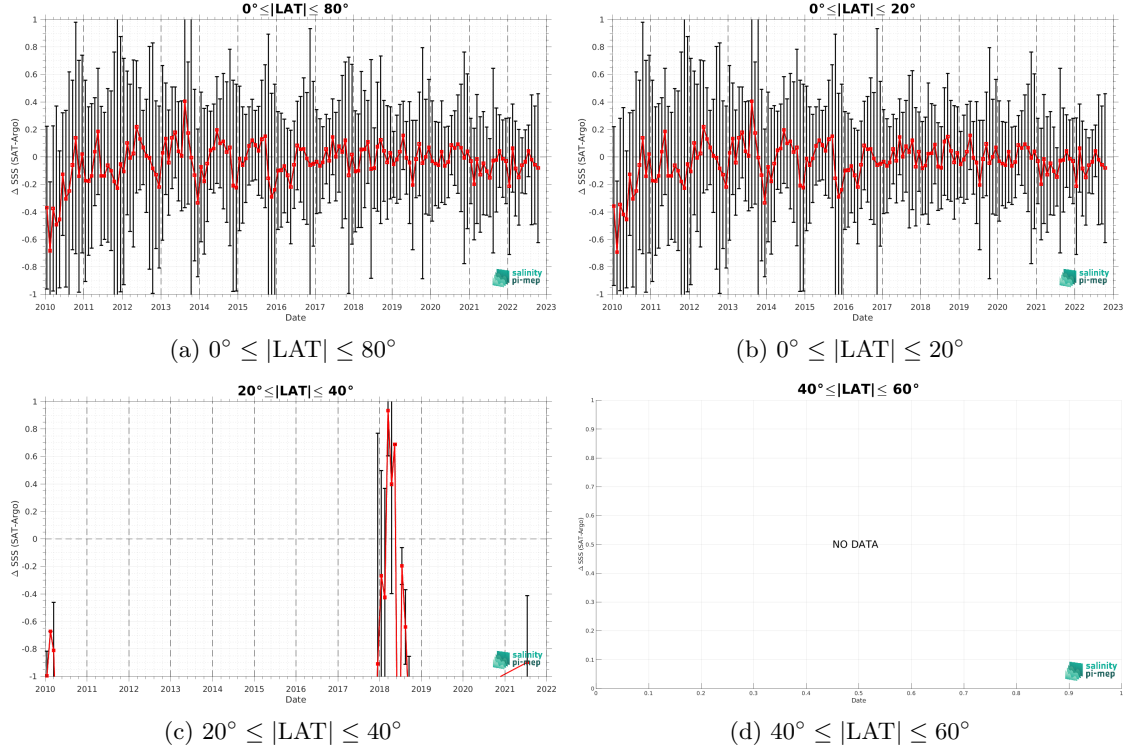 0°≤|LAT|≤ 80°
1
0.8
0.6
0.4
0.2
0
-0.2
-0.4
-0.6
-0.8
-1
Δ SSS (SAT-Argo)
2010 2011 2012 2013 2014 2015 2016 2017 2018 2019 2020 2021 2022 2023
Date
salinity
pi-mep
(a) 0° ≤ |LAT| ≤ 80°
0°≤|LAT|≤ 20°
1
0.8
0.6
0.4
0.2
0
-0.2
-0.4
-0.6
-0.8
-1
Δ SSS (SAT-Argo)
2010 2011 2012 2013 2014 2015 2016 2017 2018 2019 2020 2021 2022 2023
Date
salinity
pi-mep
(b) 0° ≤ |LAT| ≤ 20°
20°≤|LAT|≤ 40°
1
0.8
0.6
0.4
0.2
0
-0.2
-0.4
-0.6
-0.8
-1
Δ SSS (SAT-Argo)
2010 2011 2012 2013 2014 2015 2016 2017 2018 2019 2020 2021 2022
Date
salinity
pi-mep
(c) 20° ≤ |LAT| ≤ 40°
40°≤|LAT|≤ 60°
1
0.9
0.8
0.7
0.6
0.5
0.4
0.3
0.2
0.1
0
Δ SSS (SAT-Argo)
NO DATA
0 0.1 0.2 0.3 0.4 0.5 0.6 0.7 0.8 0.9 1
Date
salinity
pi-mep
(d) 40° ≤ |LAT| ≤ 60°